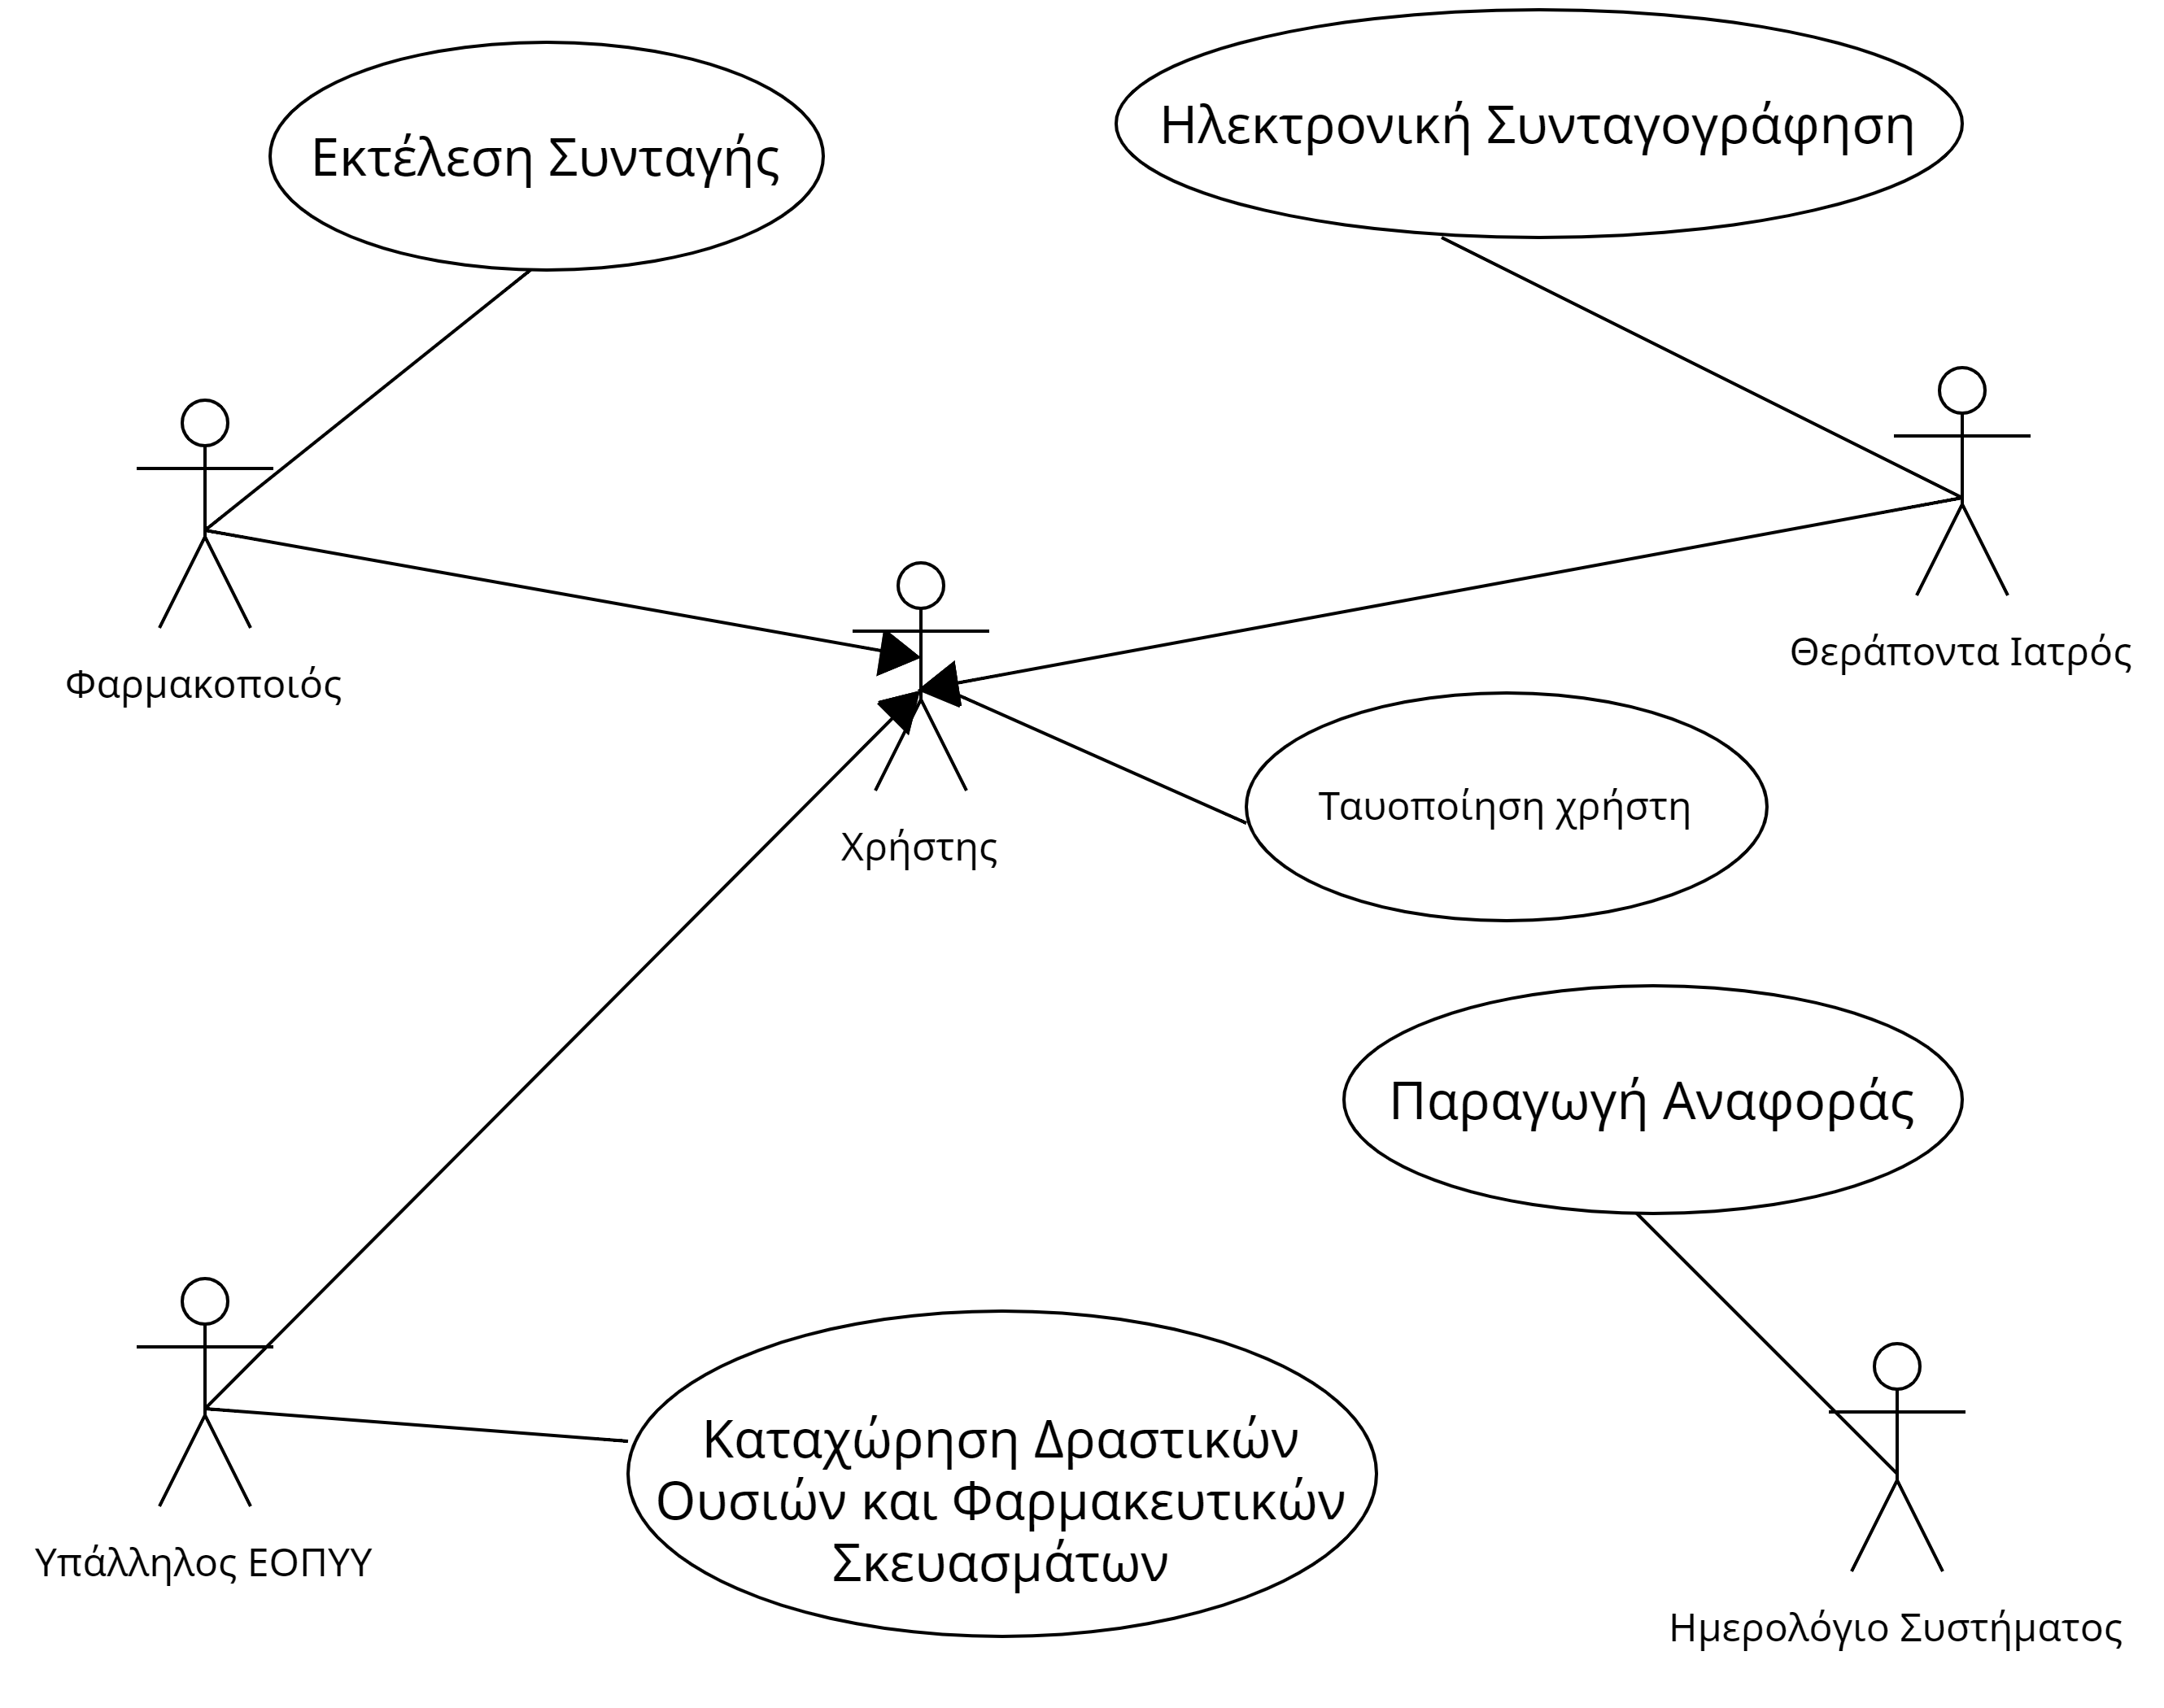 Εκτέλεση Συνταγής
Ηλεκτρονική Συνταγογράφηση
Φαρμακοποιός
Θεράποντα Ιατρός
Χρήστης
Ταυοποίηση χρήστη
Παραγωγή Αναφοράς
Υπάλληλος ΕΟΠΥΥ
Καταχώρηση Δραστικών
Ουσιών και Φαρμακευτικών
Σκευασμάτων
Ημερολόγιο Συστήματος